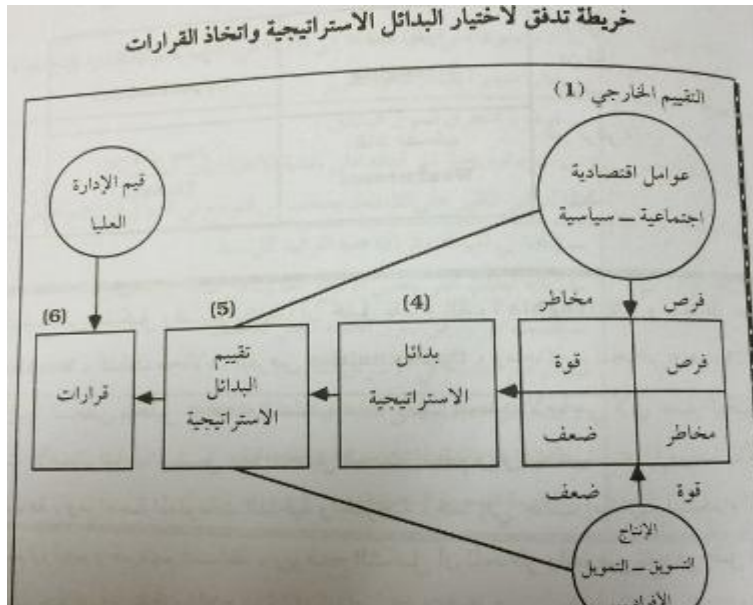 خريطة تدفق لاختيار البدائل الاستراتيجية واتخاذ القرارات
التقييم الخارجي (1)
عوامل اقتصادية
اجتماعية – سياسية
قيم الإدارة
العليا
فرص
مخاطر
(4)
(5)
(6)
فرص
قوة
مخاطر
ضعف
بدائل
الاستراتيجية
تقييم
البدائل
الاستراتيجية
قرارات
قوة
ضعف
الإنتاج
التسويق – التمويل
الأفراد